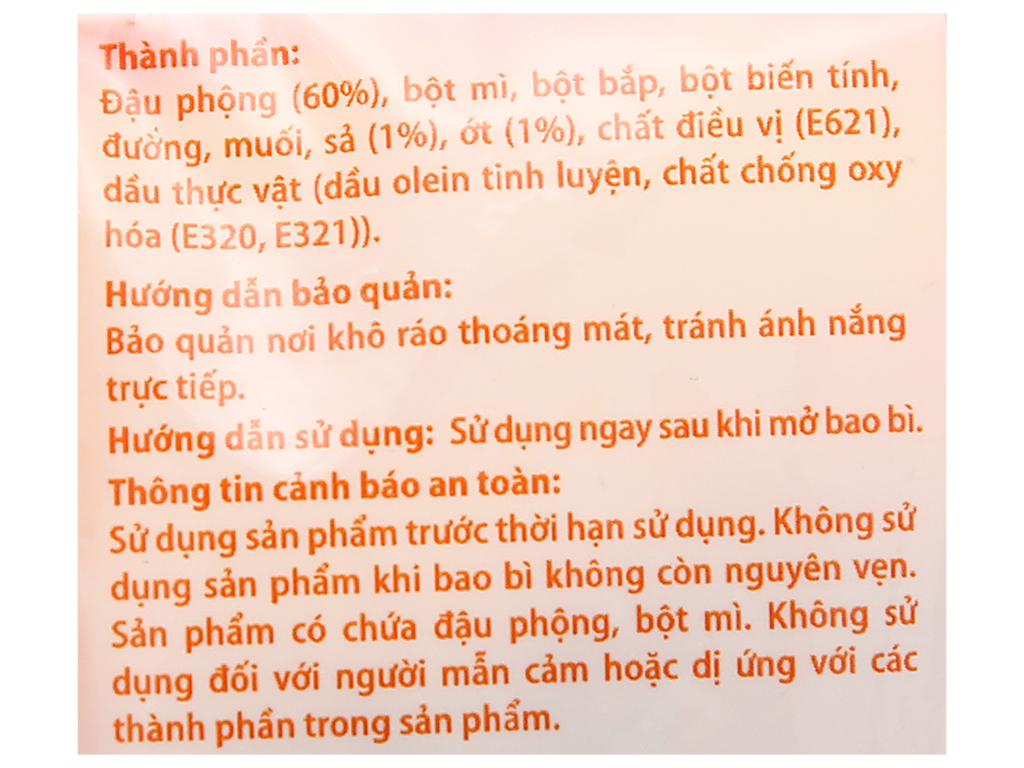 Thành phần:
Đậu phộng (60%), bột mì, bột bắp, bột biến tính,
đường, muối, sả (1%), ớt (1%), chất điều vị (E621),
dầu thực vật (dầu olein tinh luyện, chất chống oxy
hóa (E320, E321)).
Hướng dẫn bảo quản:
Bảo quản nơi khô ráo thoáng mát, tránh ánh nắng
trực tiếp.
Hướng dẫn sử dụng: Sử dụng ngay sau khi mở bao bì.
Thông tin cảnh báo an toàn:
Sử dụng sản phẩm trước thời hạn sử dụng. Không sử
dụng sản phẩm khi bao bì không còn nguyên vẹn.
Sản phẩm có chứa đậu phộng, bột mì. Không sử
dụng đối với người mẫn cảm hoặc dị ứng với các
thành phần trong sản phẩm.